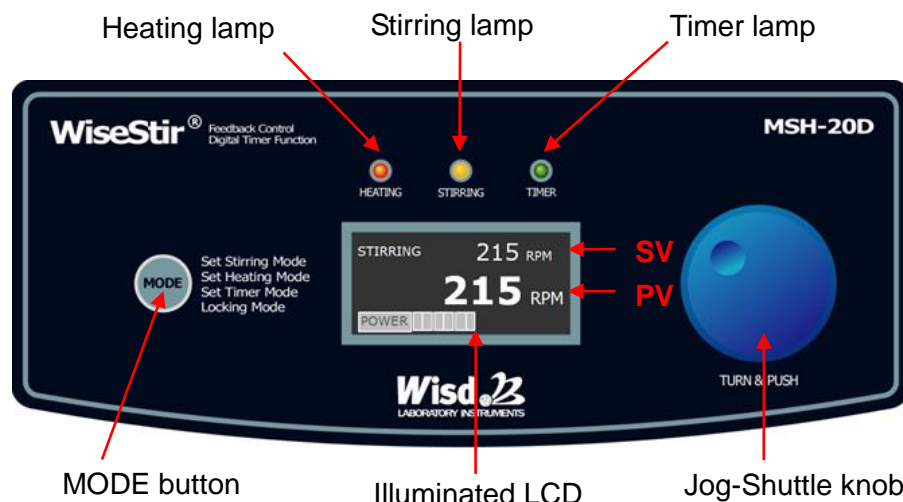 Heating lamp
Stirring lamp
Timer lamp
WiseStir® Feedback Control
Digital Timer Function
MSH-20D
HEATING
STIRRING
TIMER
MODE
Set Stirring Mode
Set Heating Mode
Set Timer Mode
Locking Mode
STIRRING 215 RPM
215 RPM
POWER
SV
PV
TURN & PUSH
Wisd
LABORATORY INSTRUMENTS
MODE button
Illuminated LCD
Jog-Shuttle knob